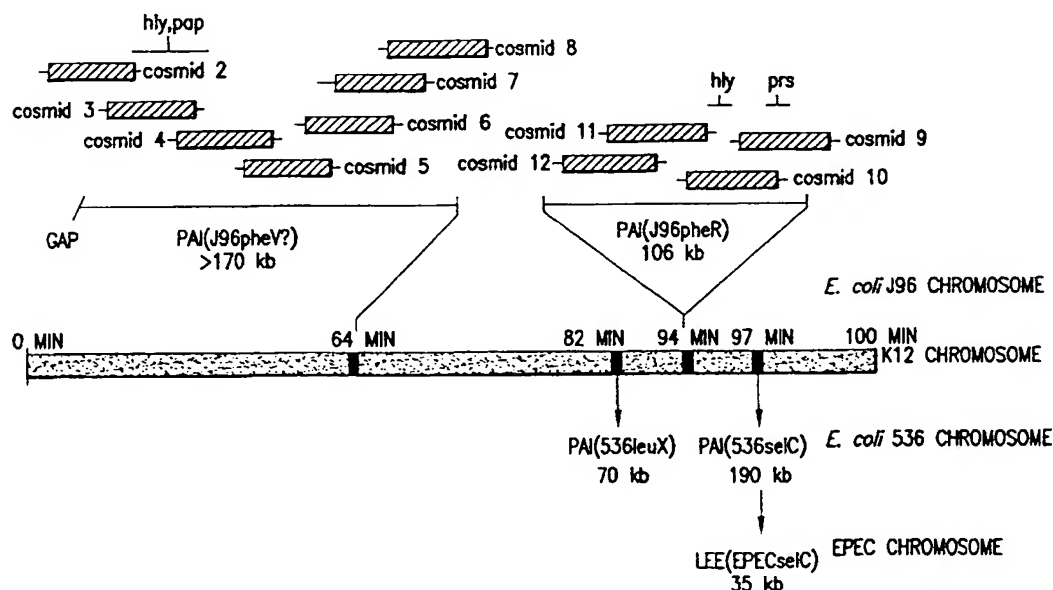 hly,pap
cosmid 8
cosmid 2
cosmid 7
hly
prs
cosmid 3
cosmid 6
cosmid 11
cosmid 4
cosmid 9
cosmid 5
cosmid 12
cosmid 10
GAP
PAI(J96pheV?)
>170 kb
PAI(J96pheR)
106 kb
E. coli J96 CHROMOSOME
0 MIN
64 MIN
82 MIN
94 MIN
97 MIN
100 MIN
K12 CHROMOSOME
PAI(536leuX)
70 kb
PAI(536selC)
190 kb
E. coli 536 CHROMOSOME
LEE(EPECselC)
35 kb
EPEC CHROMOSOME